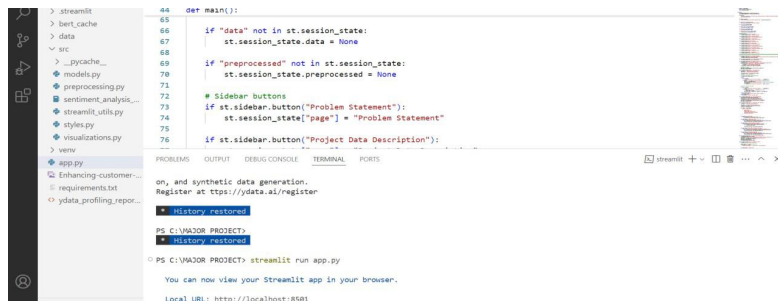 .streamlit
bert_cache
data
src
__pycache__
models.py
preprocessing.py
sentiment_analysis_...
streamlit_utils.py
styles.py
visualizations.py
venv
app.py
Enhancing-customer-...
requirements.txt
ydata_profiling_repor...
44 def main():
65
66 if "data" not in st.session_state:
67 st.session_state.data = None
68
69 if "preprocessed" not in st.session_state:
70 st.session_state.preprocessed = None
71
72 # Sidebar buttons
73 if st.sidebar.button("Problem Statement"):
74 st.session_state["page"] = "Problem Statement"
75
76 if st.sidebar.button("Project Data Description"):
PROBLEMS OUTPUT DEBUG CONSOLE TERMINAL PORTS
streamlit
on, and synthetic data generation.
Register at ttps://ydata.ai/register
* History restored
PS C:\MAJOR PROJECT>
* History restored
PS C:\MAJOR PROJECT> streamlit run app.py
You can now view your Streamlit app in your browser.
Local URL: http://localhost:8501